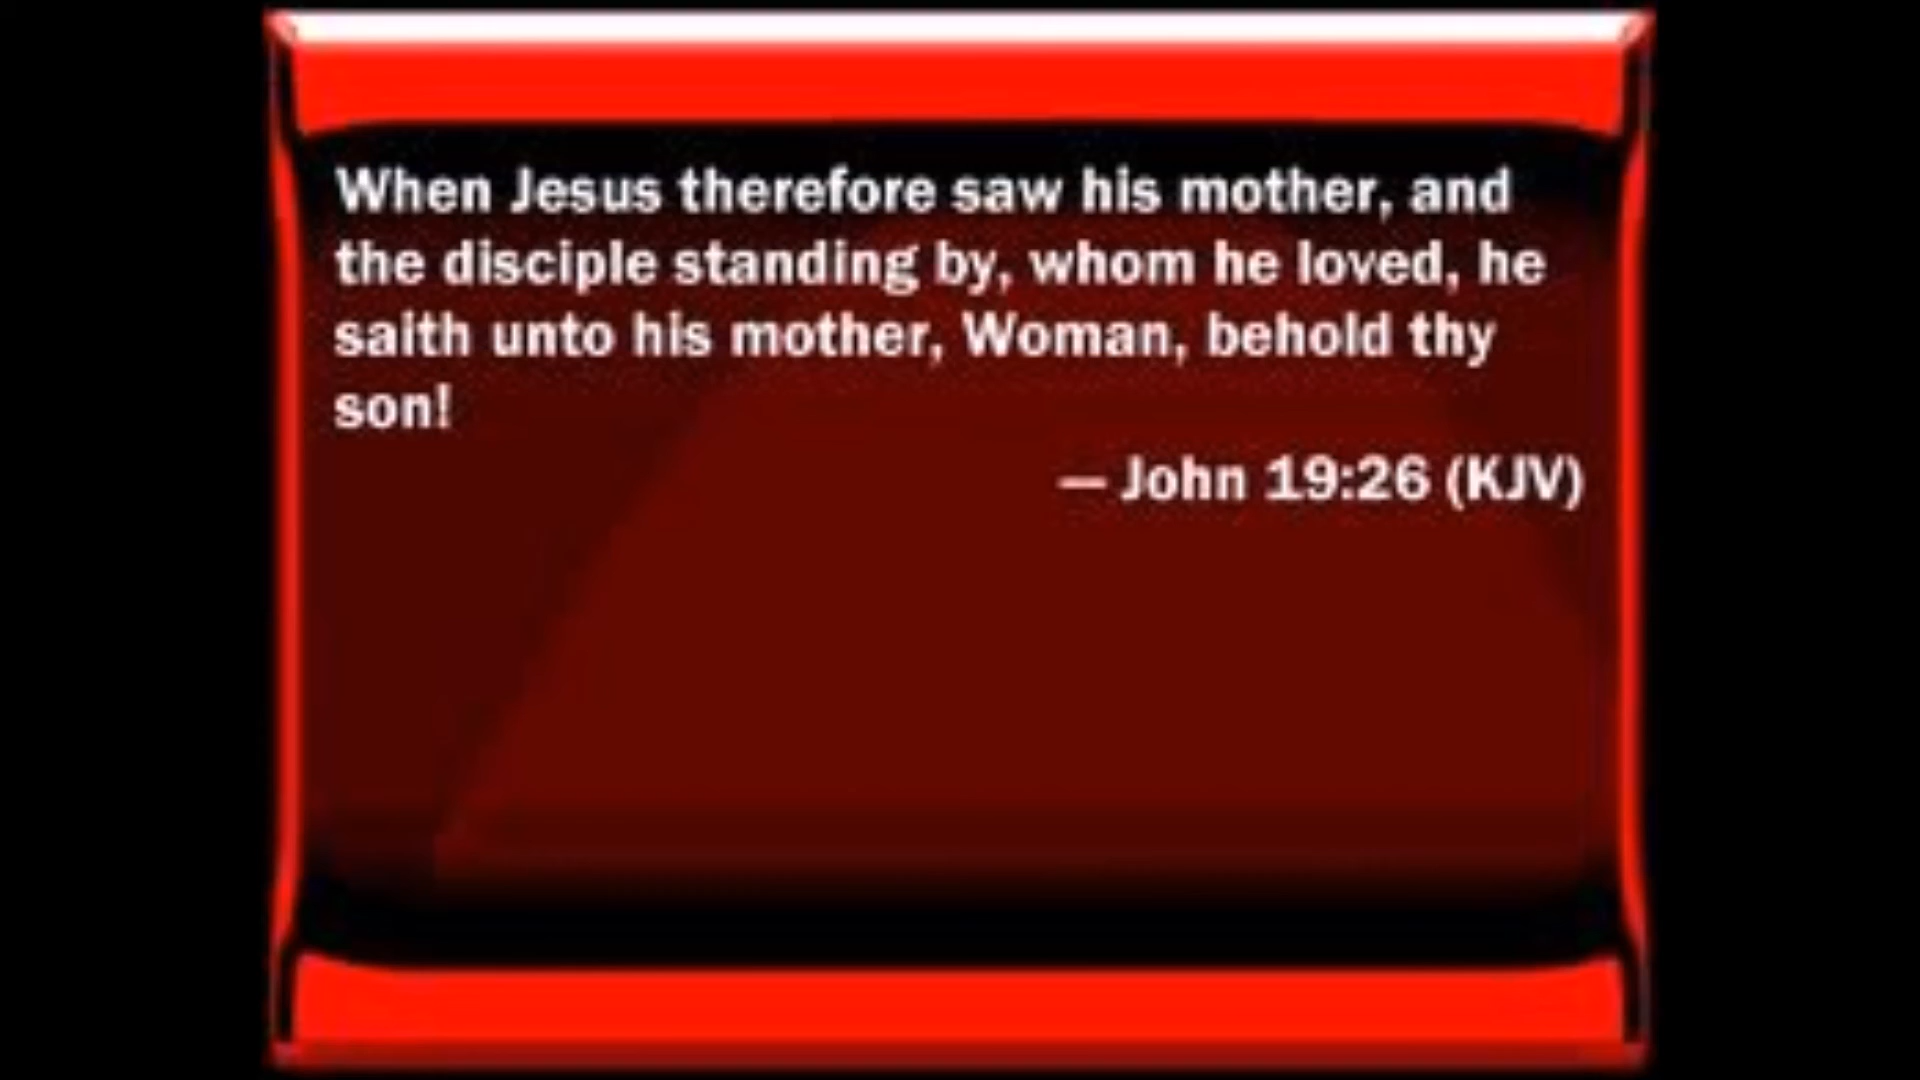 When Jesus therefore saw his mother, and
the disciple standing by, whom he loved, he
saith unto his mother, Woman, behold thy
son!
— John 19:26 (KJV)